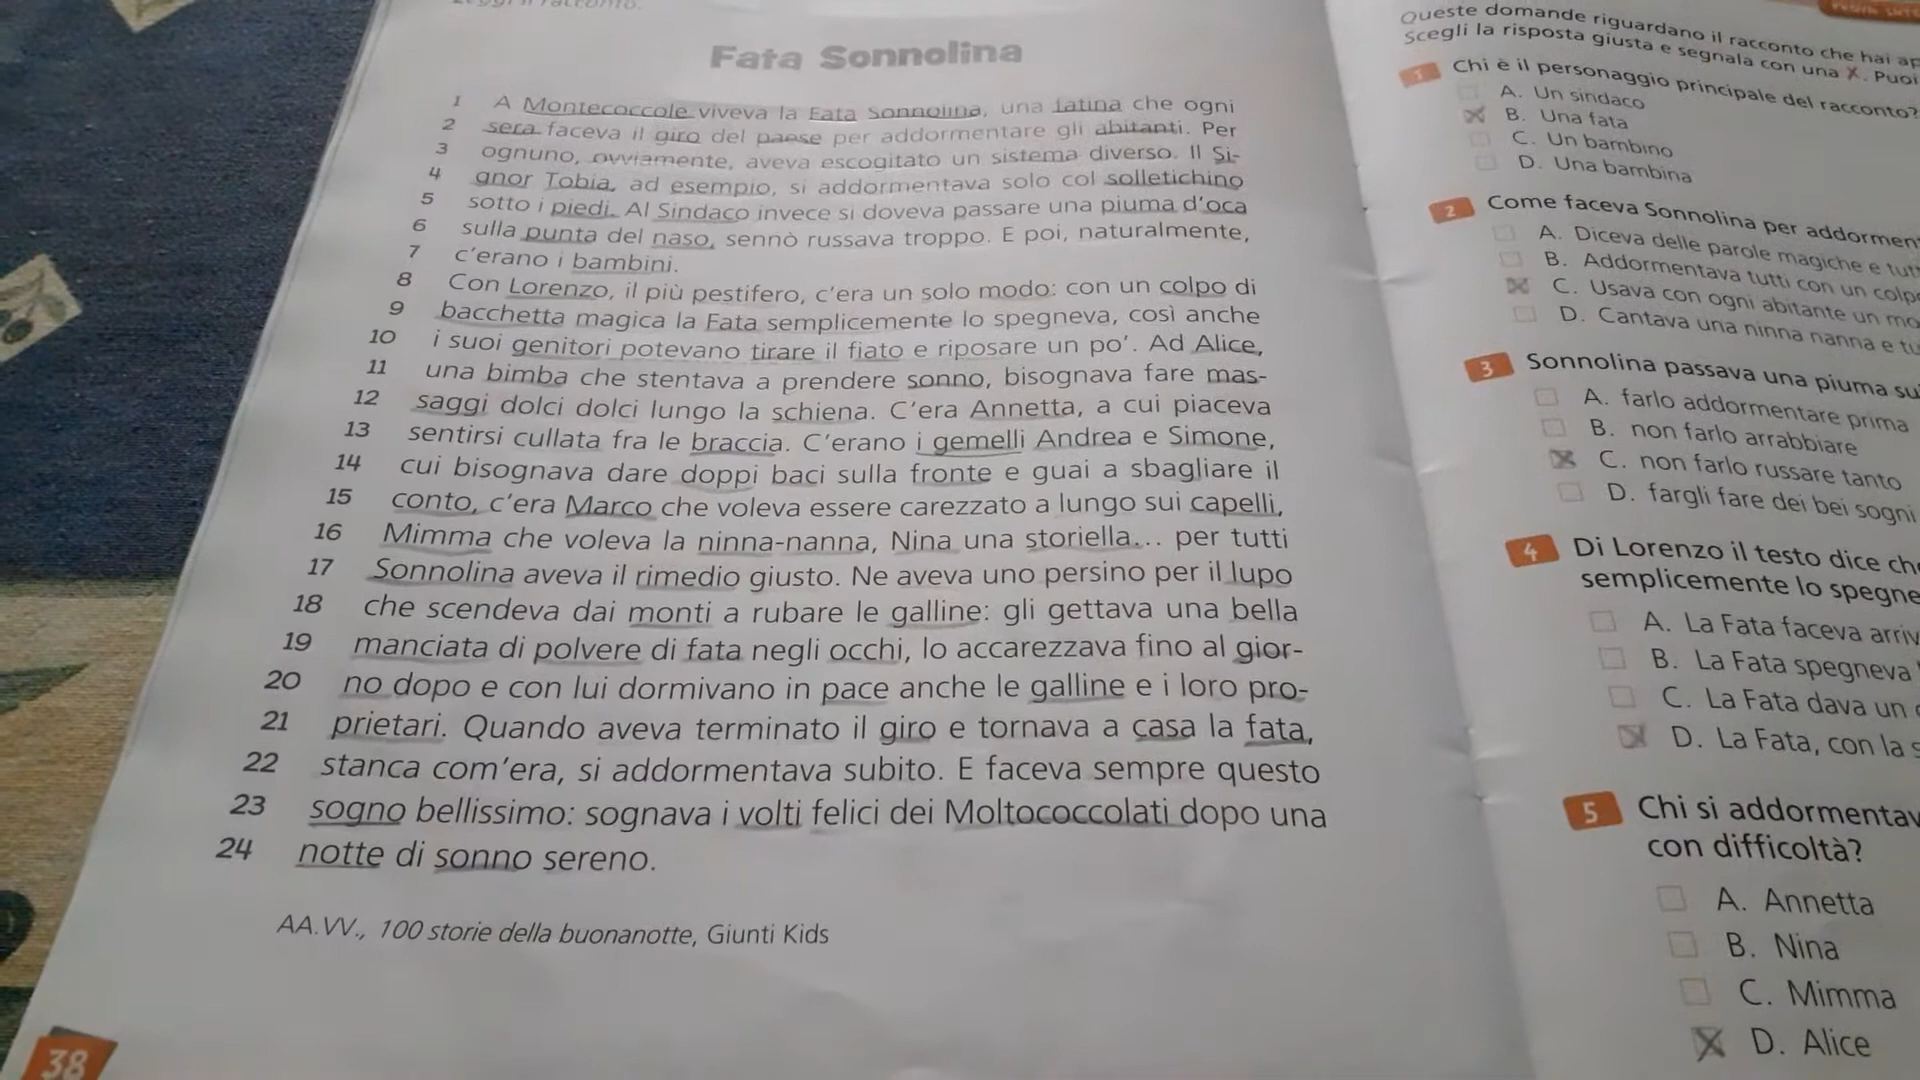 Leggi il racconto.
Fata Sonnolina
1 A Montecoccole viveva la Fata Sonnolina, una fatina che ogni
2 sera faceva il giro del paese per addormentare gli abitanti. Per
3 ognuno, ovviamente, aveva escogitato un sistema diverso. Il Si-
4 gnor Tobia, ad esempio, si addormentava solo col solletichino
5 sotto i piedi. Al Sindaco invece si doveva passare una piuma d'oca
6 sulla punta del naso, sennò russava troppo. E poi, naturalmente,
7 c'erano i bambini.
8 Con Lorenzo, il più pestifero, c'era un solo modo: con un colpo di
9 bacchetta magica la Fata semplicemente lo spegneva, così anche
10 i suoi genitori potevano tirare il fiato e riposare un po'. Ad Alice,
11 una bimba che stentava a prendere sonno, bisognava fare mas-
12 saggi dolci dolci lungo la schiena. C'era Annetta, a cui piaceva
13 sentirsi cullata fra le braccia. C'erano i gemelli Andrea e Simone,
14 cui bisognava dare doppi baci sulla fronte e guai a sbagliare il
15 conto, c'era Marco che voleva essere carezzato a lungo sui capelli,
16 Mimma che voleva la ninna-nanna, Nina una storiella... per tutti
17 Sonnolina aveva il rimedio giusto. Ne aveva uno persino per il lupo
18 che scendeva dai monti a rubare le galline: gli gettava una bella
19 manciata di polvere di fata negli occhi, lo accarezzava fino al gior-
20 no dopo e con lui dormivano in pace anche le galline e i loro pro-
21 prietari. Quando aveva terminato il giro e tornava a casa la fata,
22 stanca com'era, si addormentava subito. E faceva sempre questo
23 sogno bellissimo: sognava i volti felici dei Moltococcolati dopo una
24 notte di sonno sereno.
AA.VV., 100 storie della buonanotte, Giunti Kids
38
Queste domande riguardano il racconto che hai
Scegli la risposta giusta e segnala con una X. Puoi
1 Chi è il personaggio principale del racconto?
A. Un sindaco
B. Una fata
C. Un bambino
D. Una bambina
2 Come faceva Sonnolina per
A. Diceva delle parole magiche e
B. Addormentava tutti con un
C. Usava con ogni abitante un
D. Cantava una ninna nanna e
3 Sonnolina passava una piuma
A. farlo addormentare prima
B. non farlo arrabbiare
C. non farlo russare tanto
D. fargli fare dei bei sogni
4 Di Lorenzo il testo dice
semplicemente lo
A. La Fata faceva
B. La Fata spegneva
C. La Fata dava un
D. La Fata, con la
5 Chi si
con difficoltà?
A. Annetta
B. Nina
C. Mimma
D. Alice